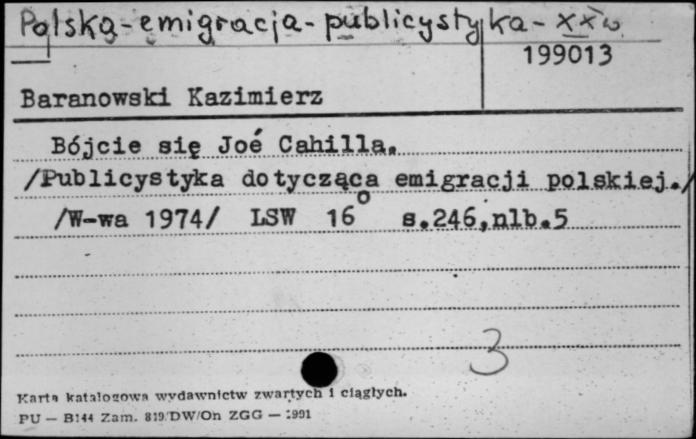 Polska-emigracja-publicystyka-XXw.
199013
Baranowski Kazimierz
Bójcie się Joé Cahilla.
/Publicystyka dotycząca emigracji polskiej./
/W-wa 1974/ LSW 16° s.246,nlb.5
3
Karta katalogowa wydawnictw zwartych i ciągłych.
PU — B144 Zam. 819/DW/On ZGG — 1991